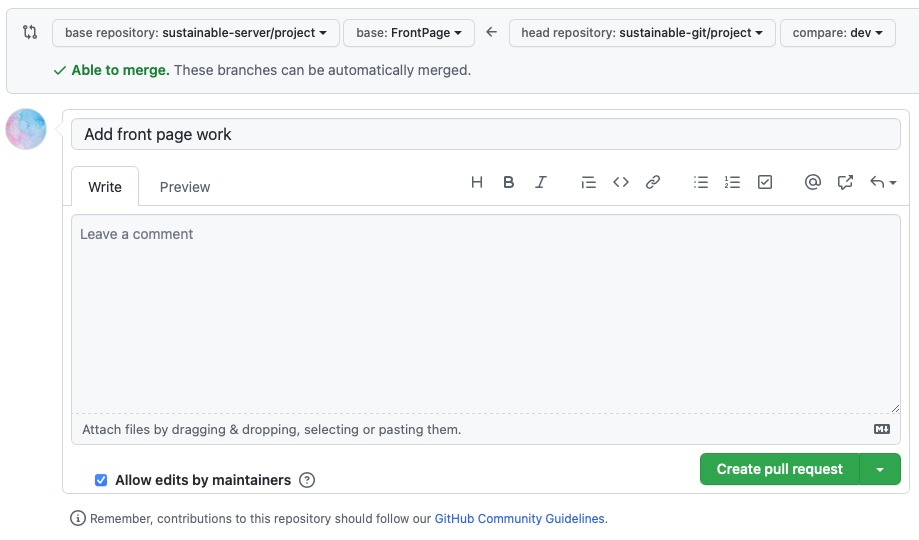 base repository: sustainable-server/project base: FrontPage head repository: sustainable-git/project compare: dev
Able to merge. These branches can be automatically merged.
Add front page work
Write Preview
Leave a comment
Attach files by dragging & dropping, selecting or pasting them.
Allow edits by maintainers
Create pull request
Remember, contributions to this repository should follow our GitHub Community Guidelines.